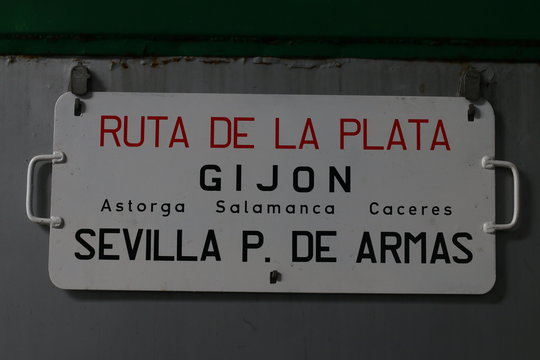 RUTA DE LA PLATA
GIJON
Astorga Salamanca Caceres
SEVILLA P. DE ARMAS